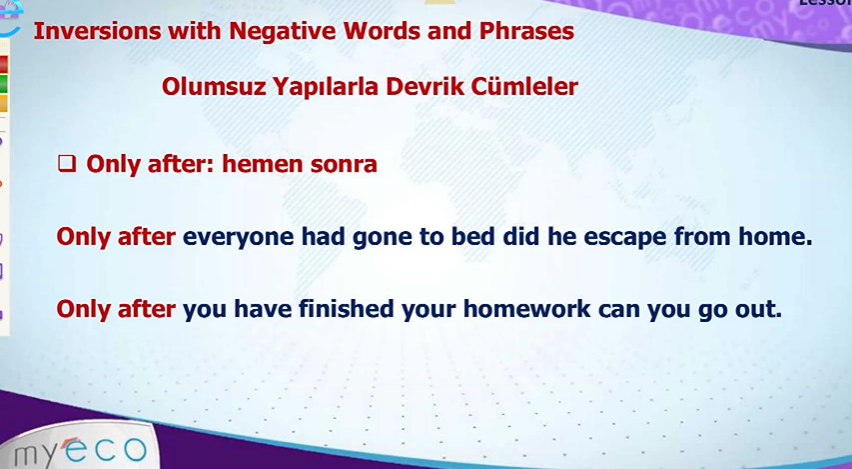 Inversions with Negative Words and Phrases
Olumsuz Yapılarla Devrik Cümleler
Only after: hemen sonra
Only after everyone had gone to bed did he escape from home.
Only after you have finished your homework can you go out.
myeco